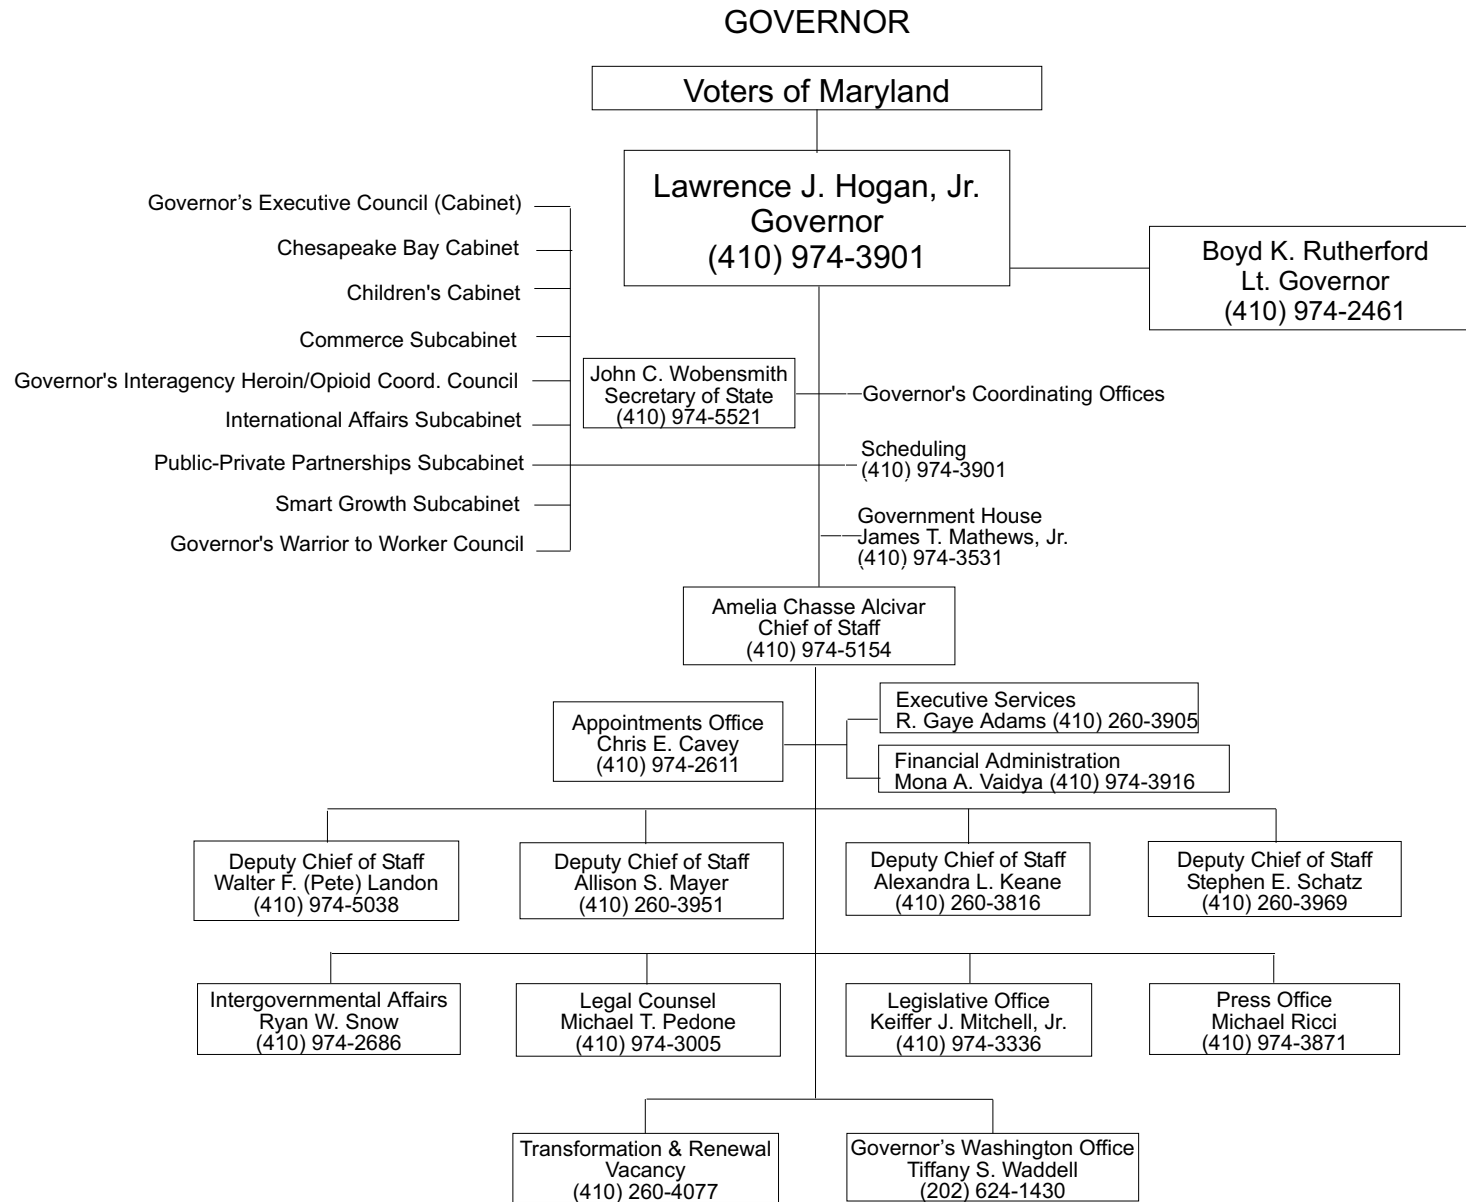 GOVERNOR
Voters of Maryland
Lawrence J. Hogan, Jr.
Governor
(410) 974-3901
Boyd K. Rutherford
Lt. Governor
(410) 974-2461
Governor’s Executive Council (Cabinet)
Chesapeake Bay Cabinet
Children's Cabinet
Commerce Subcabinet
Governor's Interagency Heroin/Opioid Coord. Council
International Affairs Subcabinet
Public-Private Partnerships Subcabinet
Smart Growth Subcabinet
Governor's Warrior to Worker Council
John C. Wobensmith
Secretary of State
(410) 974-5521
Governor's Coordinating Offices
Scheduling
(410) 974-3901
Government House
James T. Mathews, Jr.
(410) 974-3531
Amelia Chasse Alcivar
Chief of Staff
(410) 974-5154
Appointments Office
Chris E. Cavey
(410) 974-2611
Executive Services
R. Gaye Adams (410) 260-3905
Financial Administration
Mona A. Vaidya (410) 974-3916
Deputy Chief of Staff
Walter F. (Pete) Landon
(410) 974-5038
Deputy Chief of Staff
Allison S. Mayer
(410) 260-3951
Deputy Chief of Staff
Alexandra L. Keane
(410) 260-3816
Deputy Chief of Staff
Stephen E. Schatz
(410) 260-3969
Intergovernmental Affairs
Ryan W. Snow
(410) 974-2686
Legal Counsel
Michael T. Pedone
(410) 974-3005
Legislative Office
Keiffer J. Mitchell, Jr.
(410) 974-3336
Press Office
Michael Ricci
(410) 974-3871
Transformation & Renewal
Vacancy
(410) 260-4077
Governor’s Washington Office
Tiffany S. Waddell
(202) 624-1430